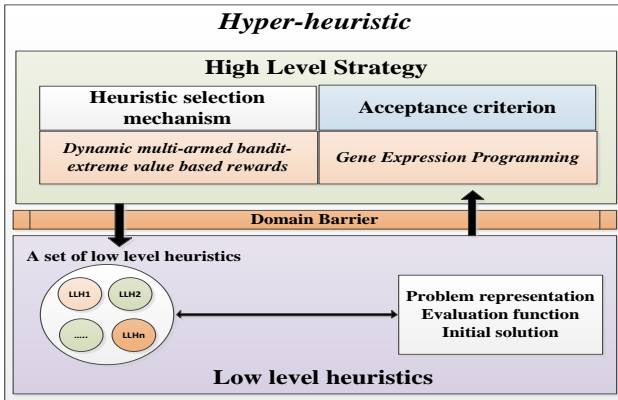 Hyper-heuristic
High Level Strategy
Heuristic selection
mechanism
Acceptance criterion
Dynamic multi-armed bandit-
extreme value based rewards
Gene Expression Programming
Domain Barrier
A set of low level heuristics
LLH1
LLH2
.....
LLHn
Problem representation
Evaluation function
Initial solution
Low level heuristics